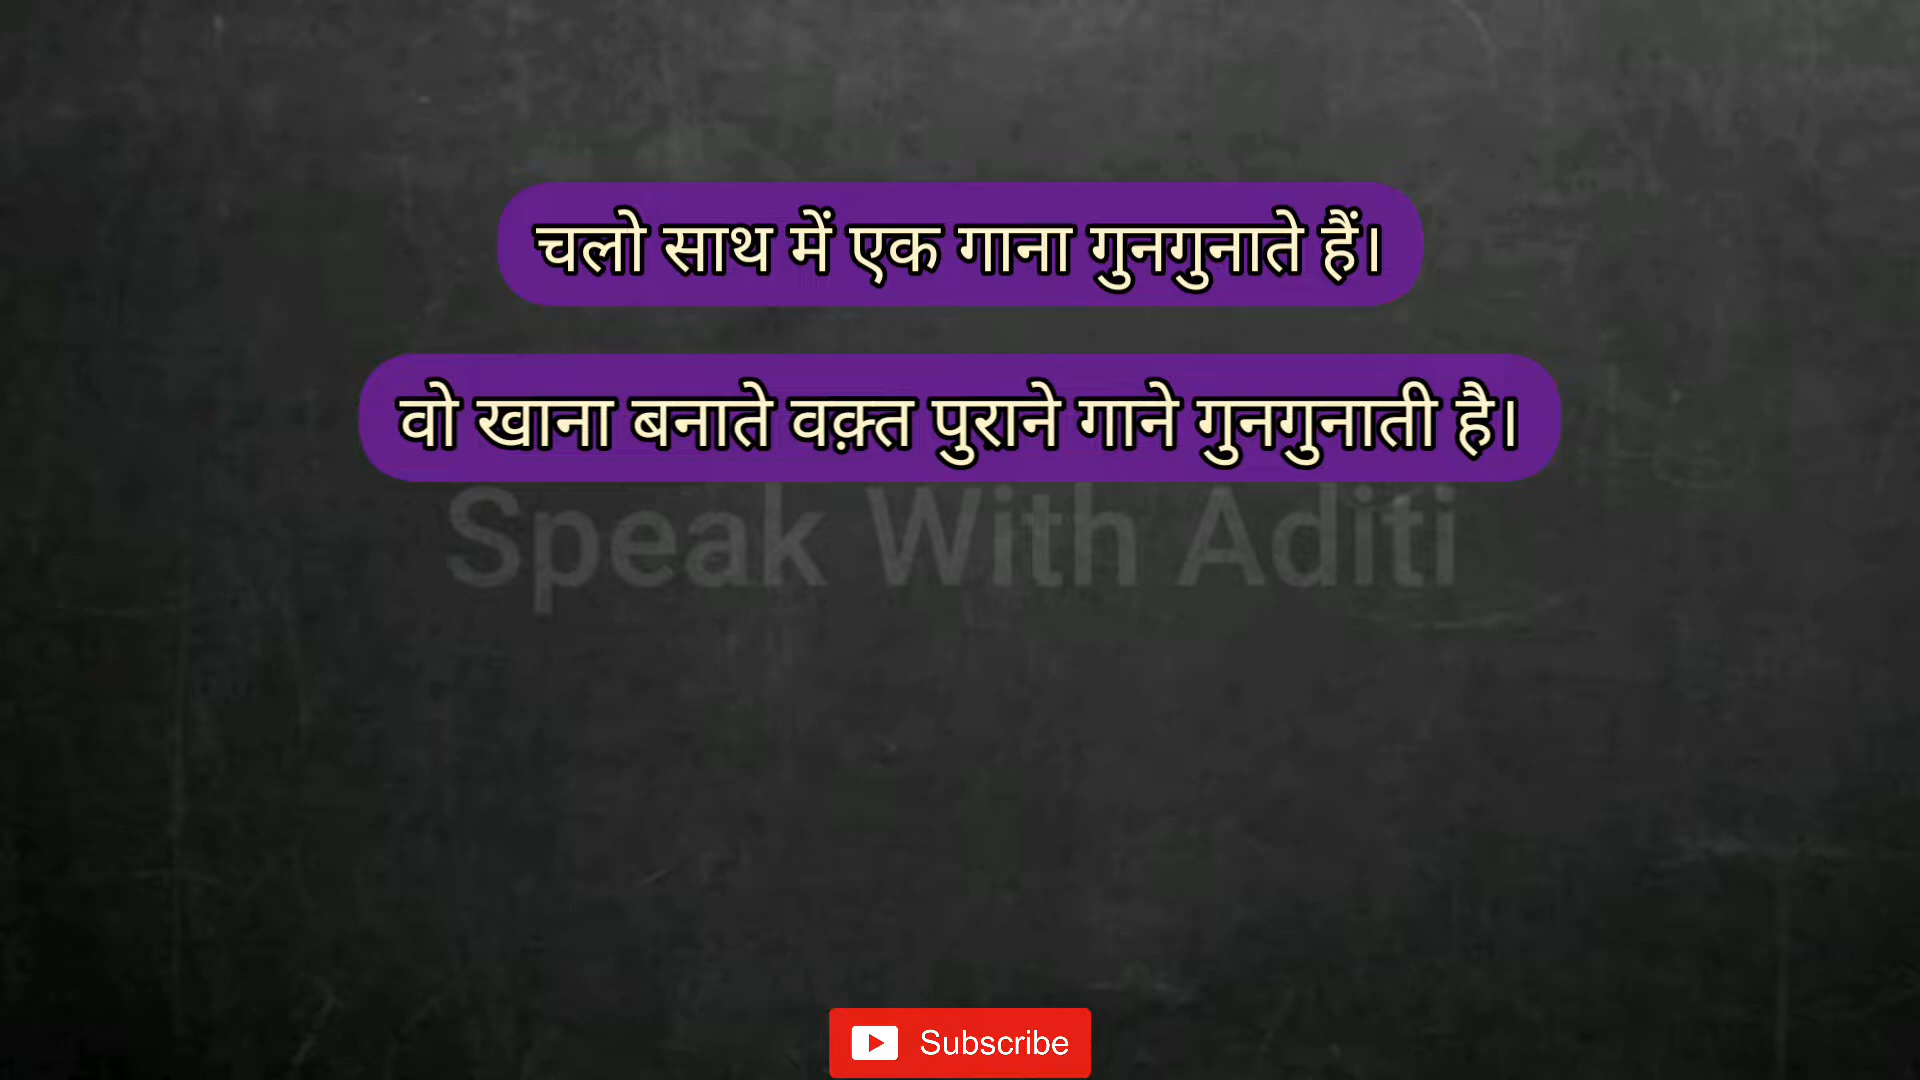 चलो साथ में एक गाना गुनगुनाते हैं।
वो खाना बनाते वक़्त पुराने गाने गुनगुनाती है।
Speak With Aditi
Subscribe